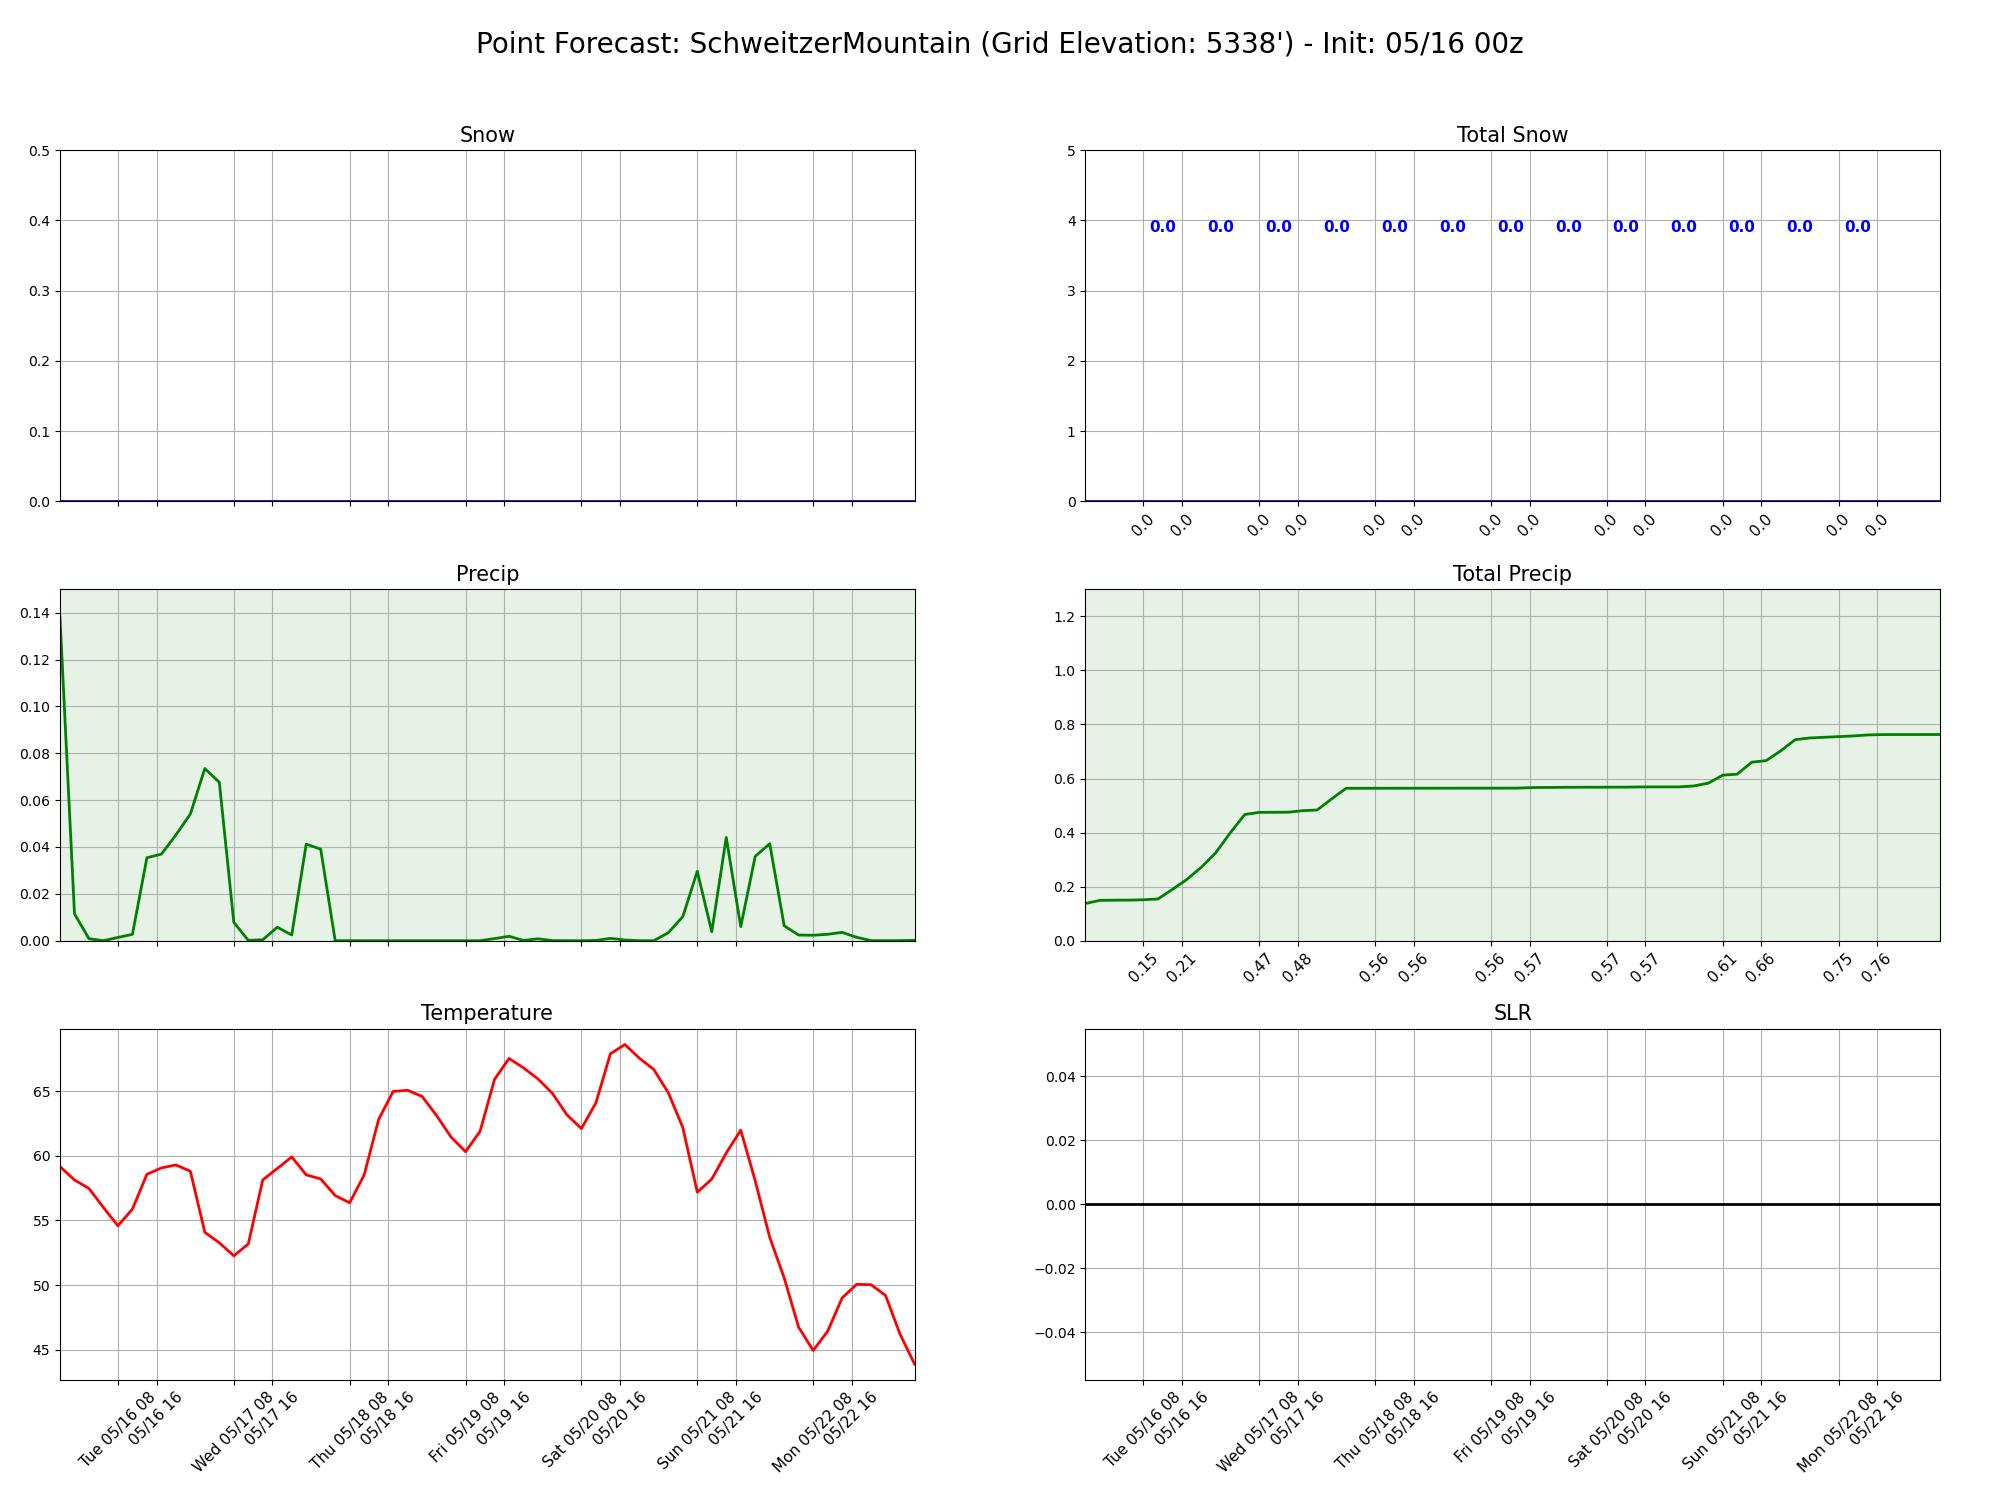 Point Forecast: SchweitzerMountain (Grid Elevation: 5338') - Init: 05/16 00z
Snow
0.5
0.4
0.3
0.2
0.1
0.0
Total Snow
5
4
3
2
1
0
0.0 0.0 0.0 0.0 0.0 0.0 0.0 0.0 0.0 0.0 0.0 0.0 0.0
0.0 0.0 0.0 0.0 0.0 0.0 0.0 0.0 0.0 0.0 0.0 0.0 0.0 0.0
Precip
0.14
0.12
0.10
0.08
0.06
0.04
0.02
0.00
Total Precip
1.2
1.0
0.8
0.6
0.4
0.2
0.0
0.15 0.21 0.47 0.48 0.56 0.56 0.56 0.57 0.57 0.57 0.61 0.66 0.75 0.76
Temperature
65
60
55
50
45
Tue 05/16 08
05/16 16
Wed 05/17 08
05/17 16
Thu 05/18 08
05/18 16
Fri 05/19 08
05/19 16
Sat 05/20 08
05/20 16
Sun 05/21 08
05/21 16
Mon 05/22 08
05/22 16
SLR
0.04
0.02
0.00
−0.02
−0.04
Tue 05/16 08
05/16 16
Wed 05/17 08
05/17 16
Thu 05/18 08
05/18 16
Fri 05/19 08
05/19 16
Sat 05/20 08
05/20 16
Sun 05/21 08
05/21 16
Mon 05/22 08
05/22 16